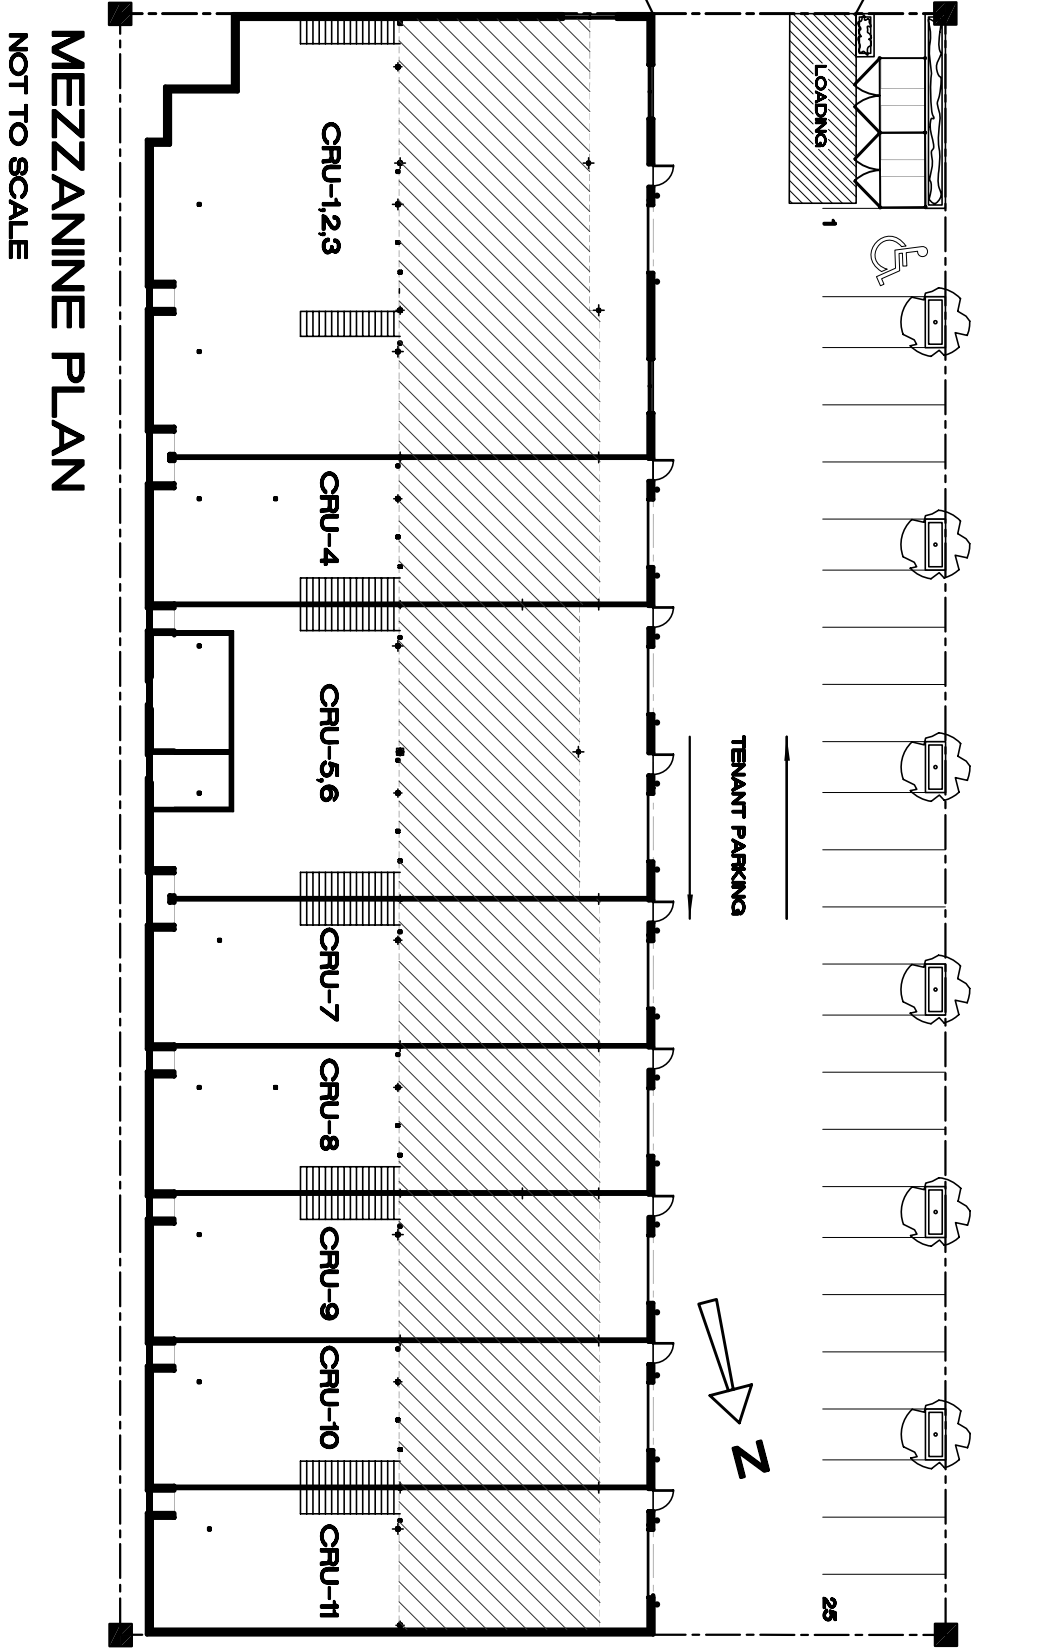 LOADING
1
CRU-1,2,3
CRU-4
CRU-5,6
CRU-7
CRU-8
CRU-9
CRU-10
CRU-11
TENANT PARKING
N
25
MEZZANINE PLAN
NOT TO SCALE